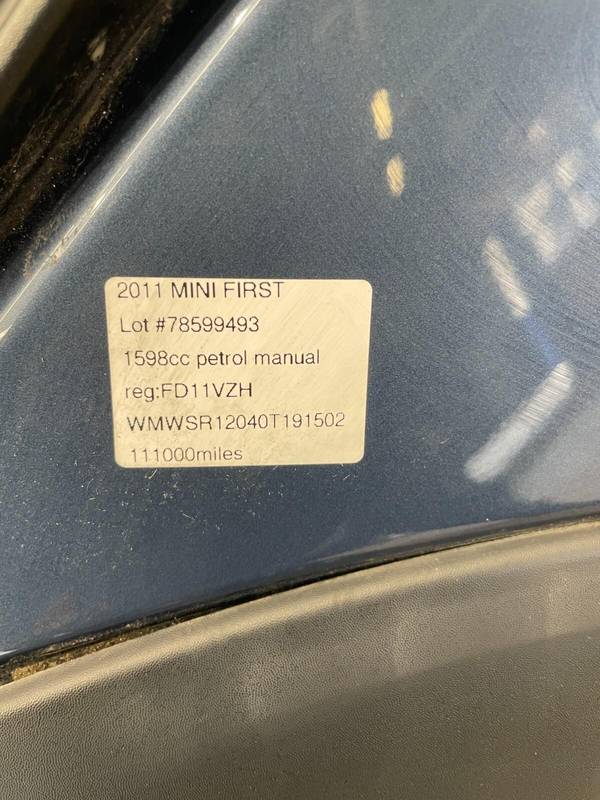 2011 MINI FIRST
Lot #78599493
1598cc petrol manual
reg:FD11VZH
WMWSR12040T191502
111000miles